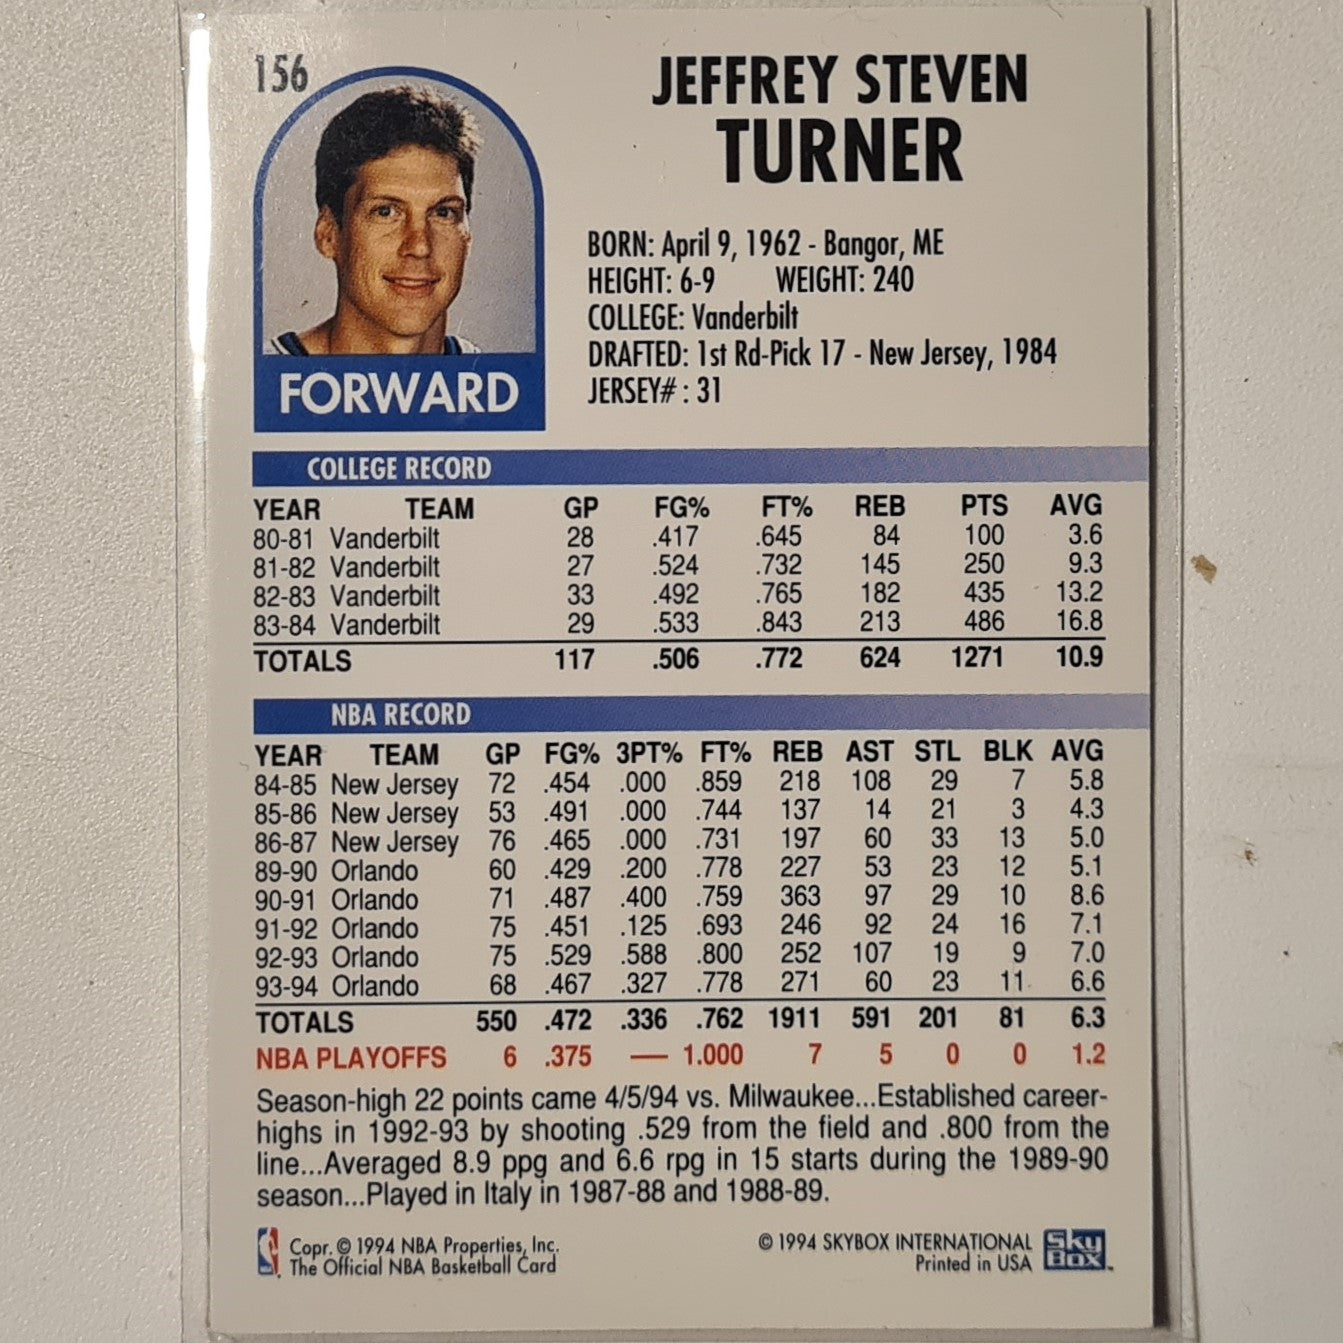 156
JEFFREY STEVEN
TURNER
BORN: April 9, 1962 - Bangor, ME
HEIGHT: 6-9 WEIGHT: 240
COLLEGE: Vanderbilt
DRAFTED: 1st Rd-Pick 17 - New Jersey, 1984
JERSEY# : 31
FORWARD
COLLEGE RECORD
YEAR TEAM GP FG% FT% REB PTS AVG
80-81 Vanderbilt 28 .417 .645 84 100 3.6
81-82 Vanderbilt 27 .524 .732 145 250 9.3
82-83 Vanderbilt 33 .492 .765 182 435 13.2
83-84 Vanderbilt 29 .533 .843 213 486 16.8
TOTALS 117 .506 .772 624 1271 10.9
NBA RECORD
YEAR TEAM GP FG% 3PT% FT% REB AST STL BLK AVG
84-85 New Jersey 72 .454 .000 .859 218 108 29 7 5.8
85-86 New Jersey 53 .491 .000 .744 137 14 21 3 4.3
86-87 New Jersey 76 .465 .000 .731 197 60 33 13 5.0
89-90 Orlando 60 .429 .200 .778 227 53 23 12 5.1
90-91 Orlando 71 .487 .400 .759 363 97 29 10 8.6
91-92 Orlando 75 .451 .125 .693 246 92 24 16 7.1
92-93 Orlando 75 .529 .588 .800 252 107 19 9 7.0
93-94 Orlando 68 .467 .327 .778 271 60 23 11 6.6
TOTALS 550 .472 .336 .762 1911 591 201 81 6.3
NBA PLAYOFFS 6 .375 — 1.000 7 5 0 0 1.2
Season-high 22 points came 4/5/94 vs. Milwaukee...Established career-
highs in 1992-93 by shooting .529 from the field and .800 from the
line...Averaged 8.9 ppg and 6.6 rpg in 15 starts during the 1989-90
season...Played in Italy in 1987-88 and 1988-89.
Copr. © 1994 NBA Properties, Inc.
The Official NBA Basketball Card
© 1994 SKYBOX INTERNATIONAL
Printed in USA
SkyBox